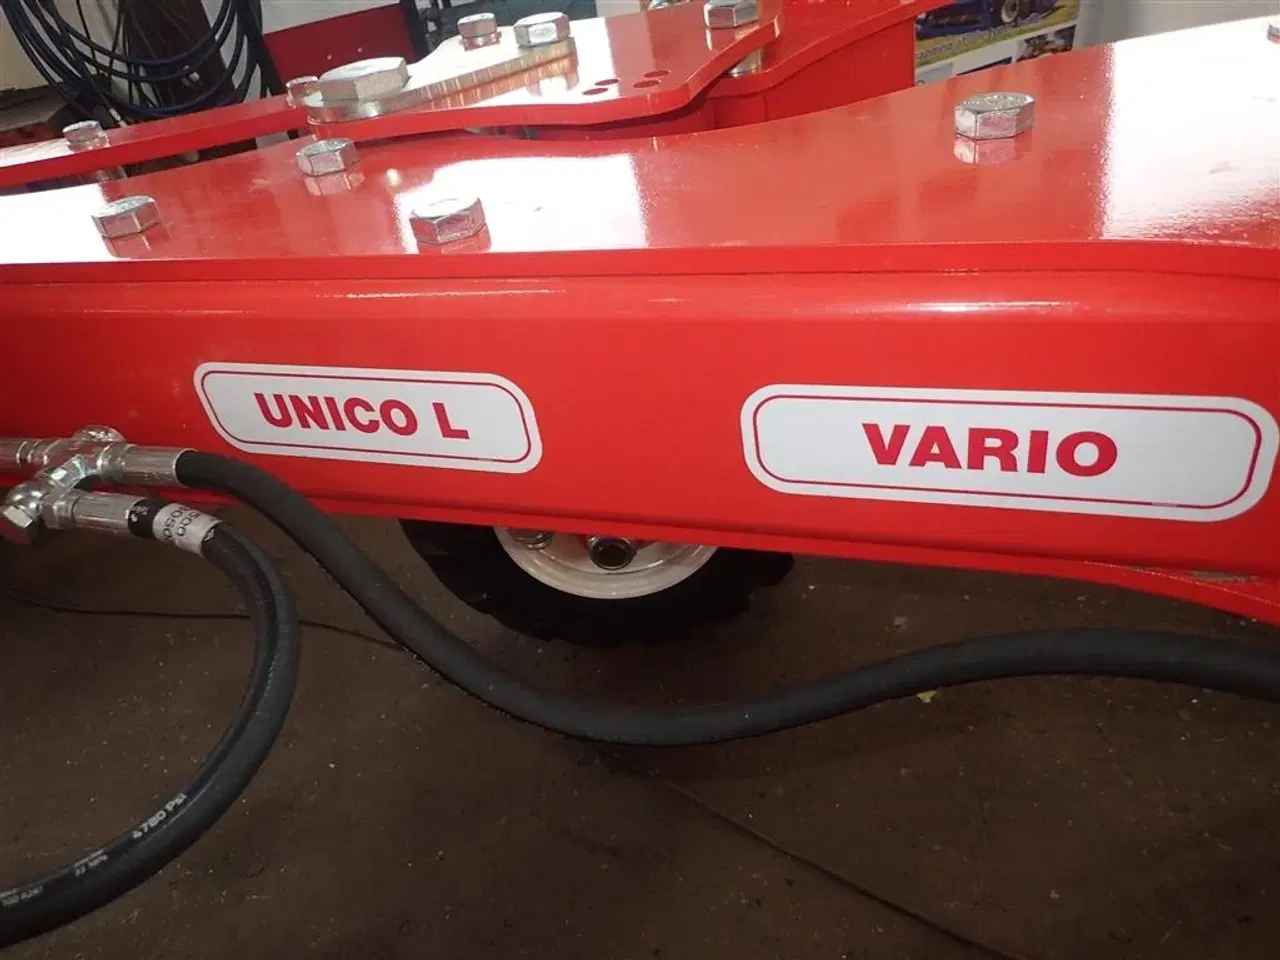 UNICO L
VARIO
4780 PSI